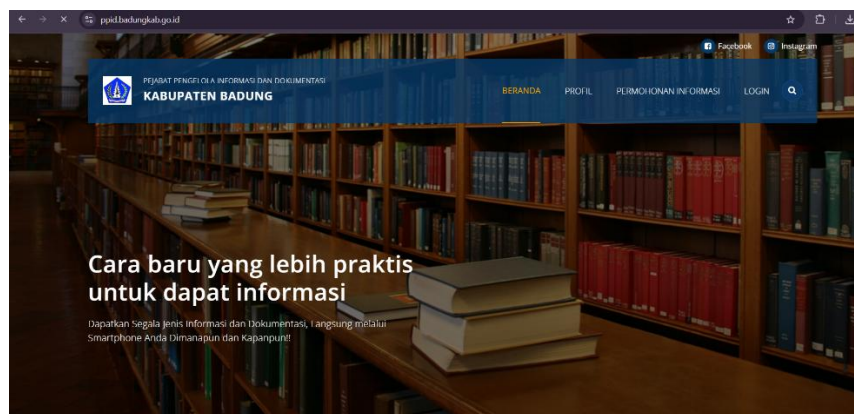 ppid.badungkab.go.id
Facebook Instagram
PEJABAT PENGELOLA INFORMASI DAN DOKUMENTASI
KABUPATEN BADUNG
BERANDA PROFIL PERMOHONAN INFORMASI LOGIN
Cara baru yang lebih praktis
untuk dapat informasi
Dapatkan Segala Jenis Informasi dan Dokumentasi, Langsung melalui
Smartphone Anda Dimanapun dan Kapanpun!!